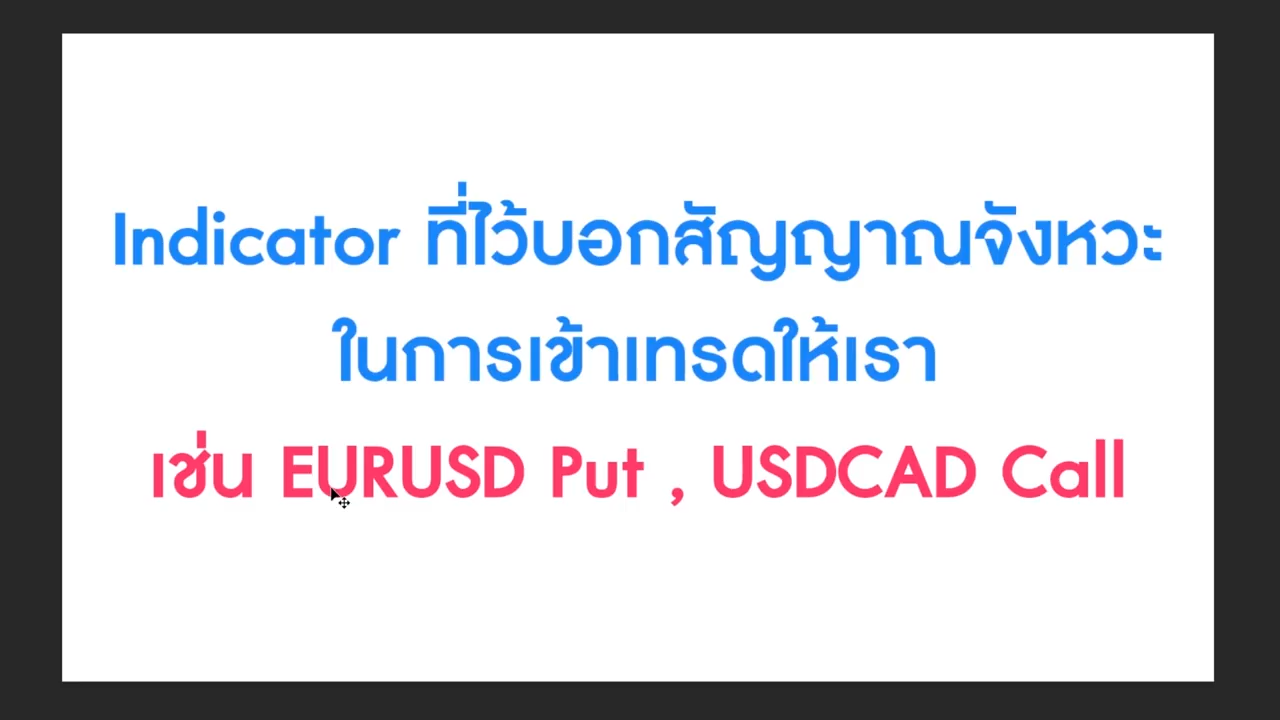 Indicator ที่ไว้บอกสัญญาณจังหวะ
ในการเข้าเทรดให้เรา
เช่น EURUSD Put , USDCAD Call